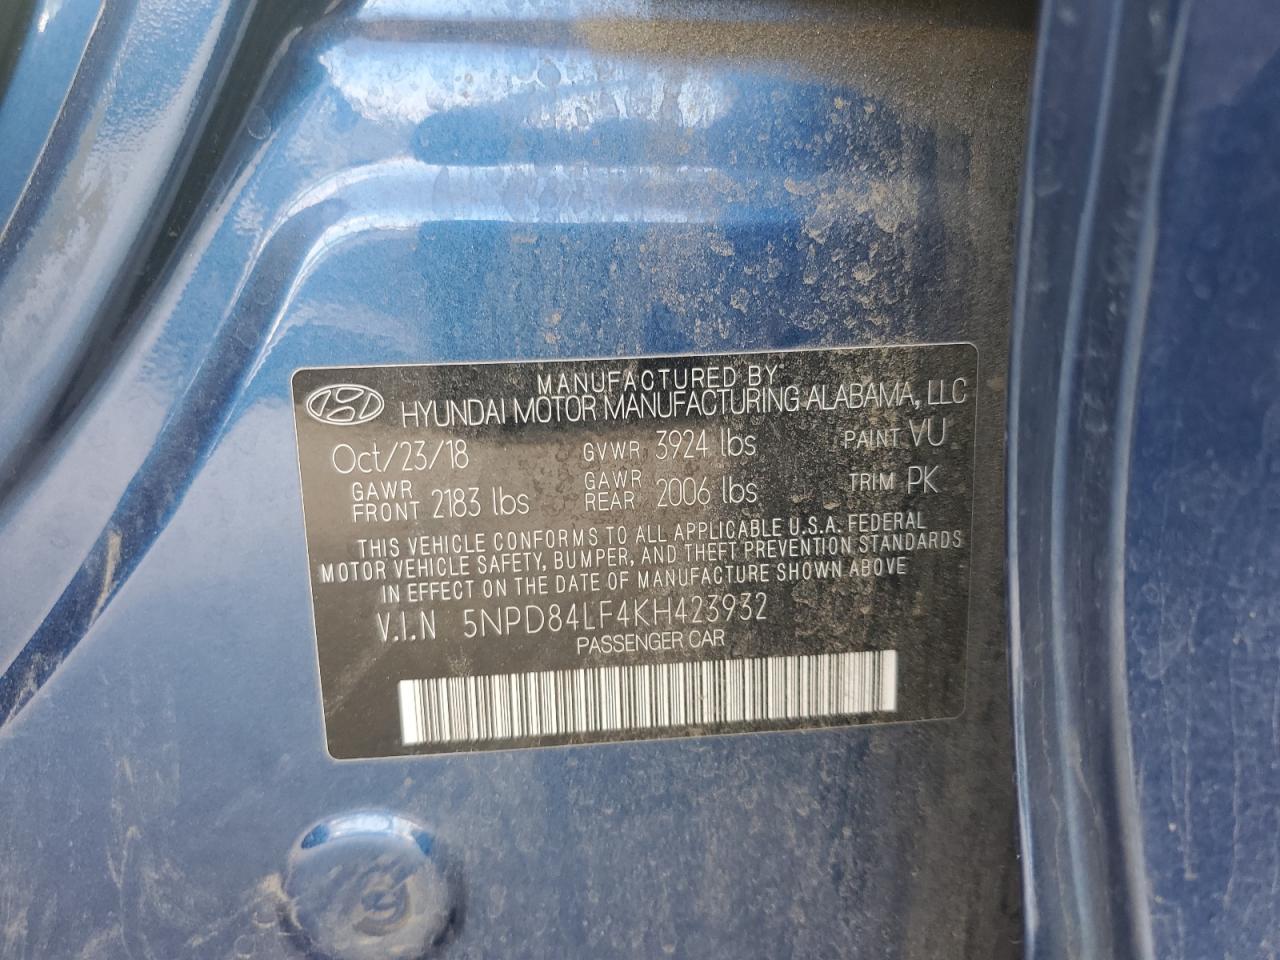 MANUFACTURED BY
HYUNDAI MOTOR MANUFACTURING ALABAMA, LLC
Oct/23/18 GVWR 3924 lbs PAINT VU
GAWR FRONT 2183 lbs GAWR REAR 2006 lbs TRIM PK
THIS VEHICLE CONFORMS TO ALL APPLICABLE U.S.A. FEDERAL
MOTOR VEHICLE SAFETY, BUMPER, AND THEFT PREVENTION STANDARDS
IN EFFECT ON THE DATE OF MANUFACTURE SHOWN ABOVE
V.I.N 5NPD84LF4KH423932
PASSENGER CAR